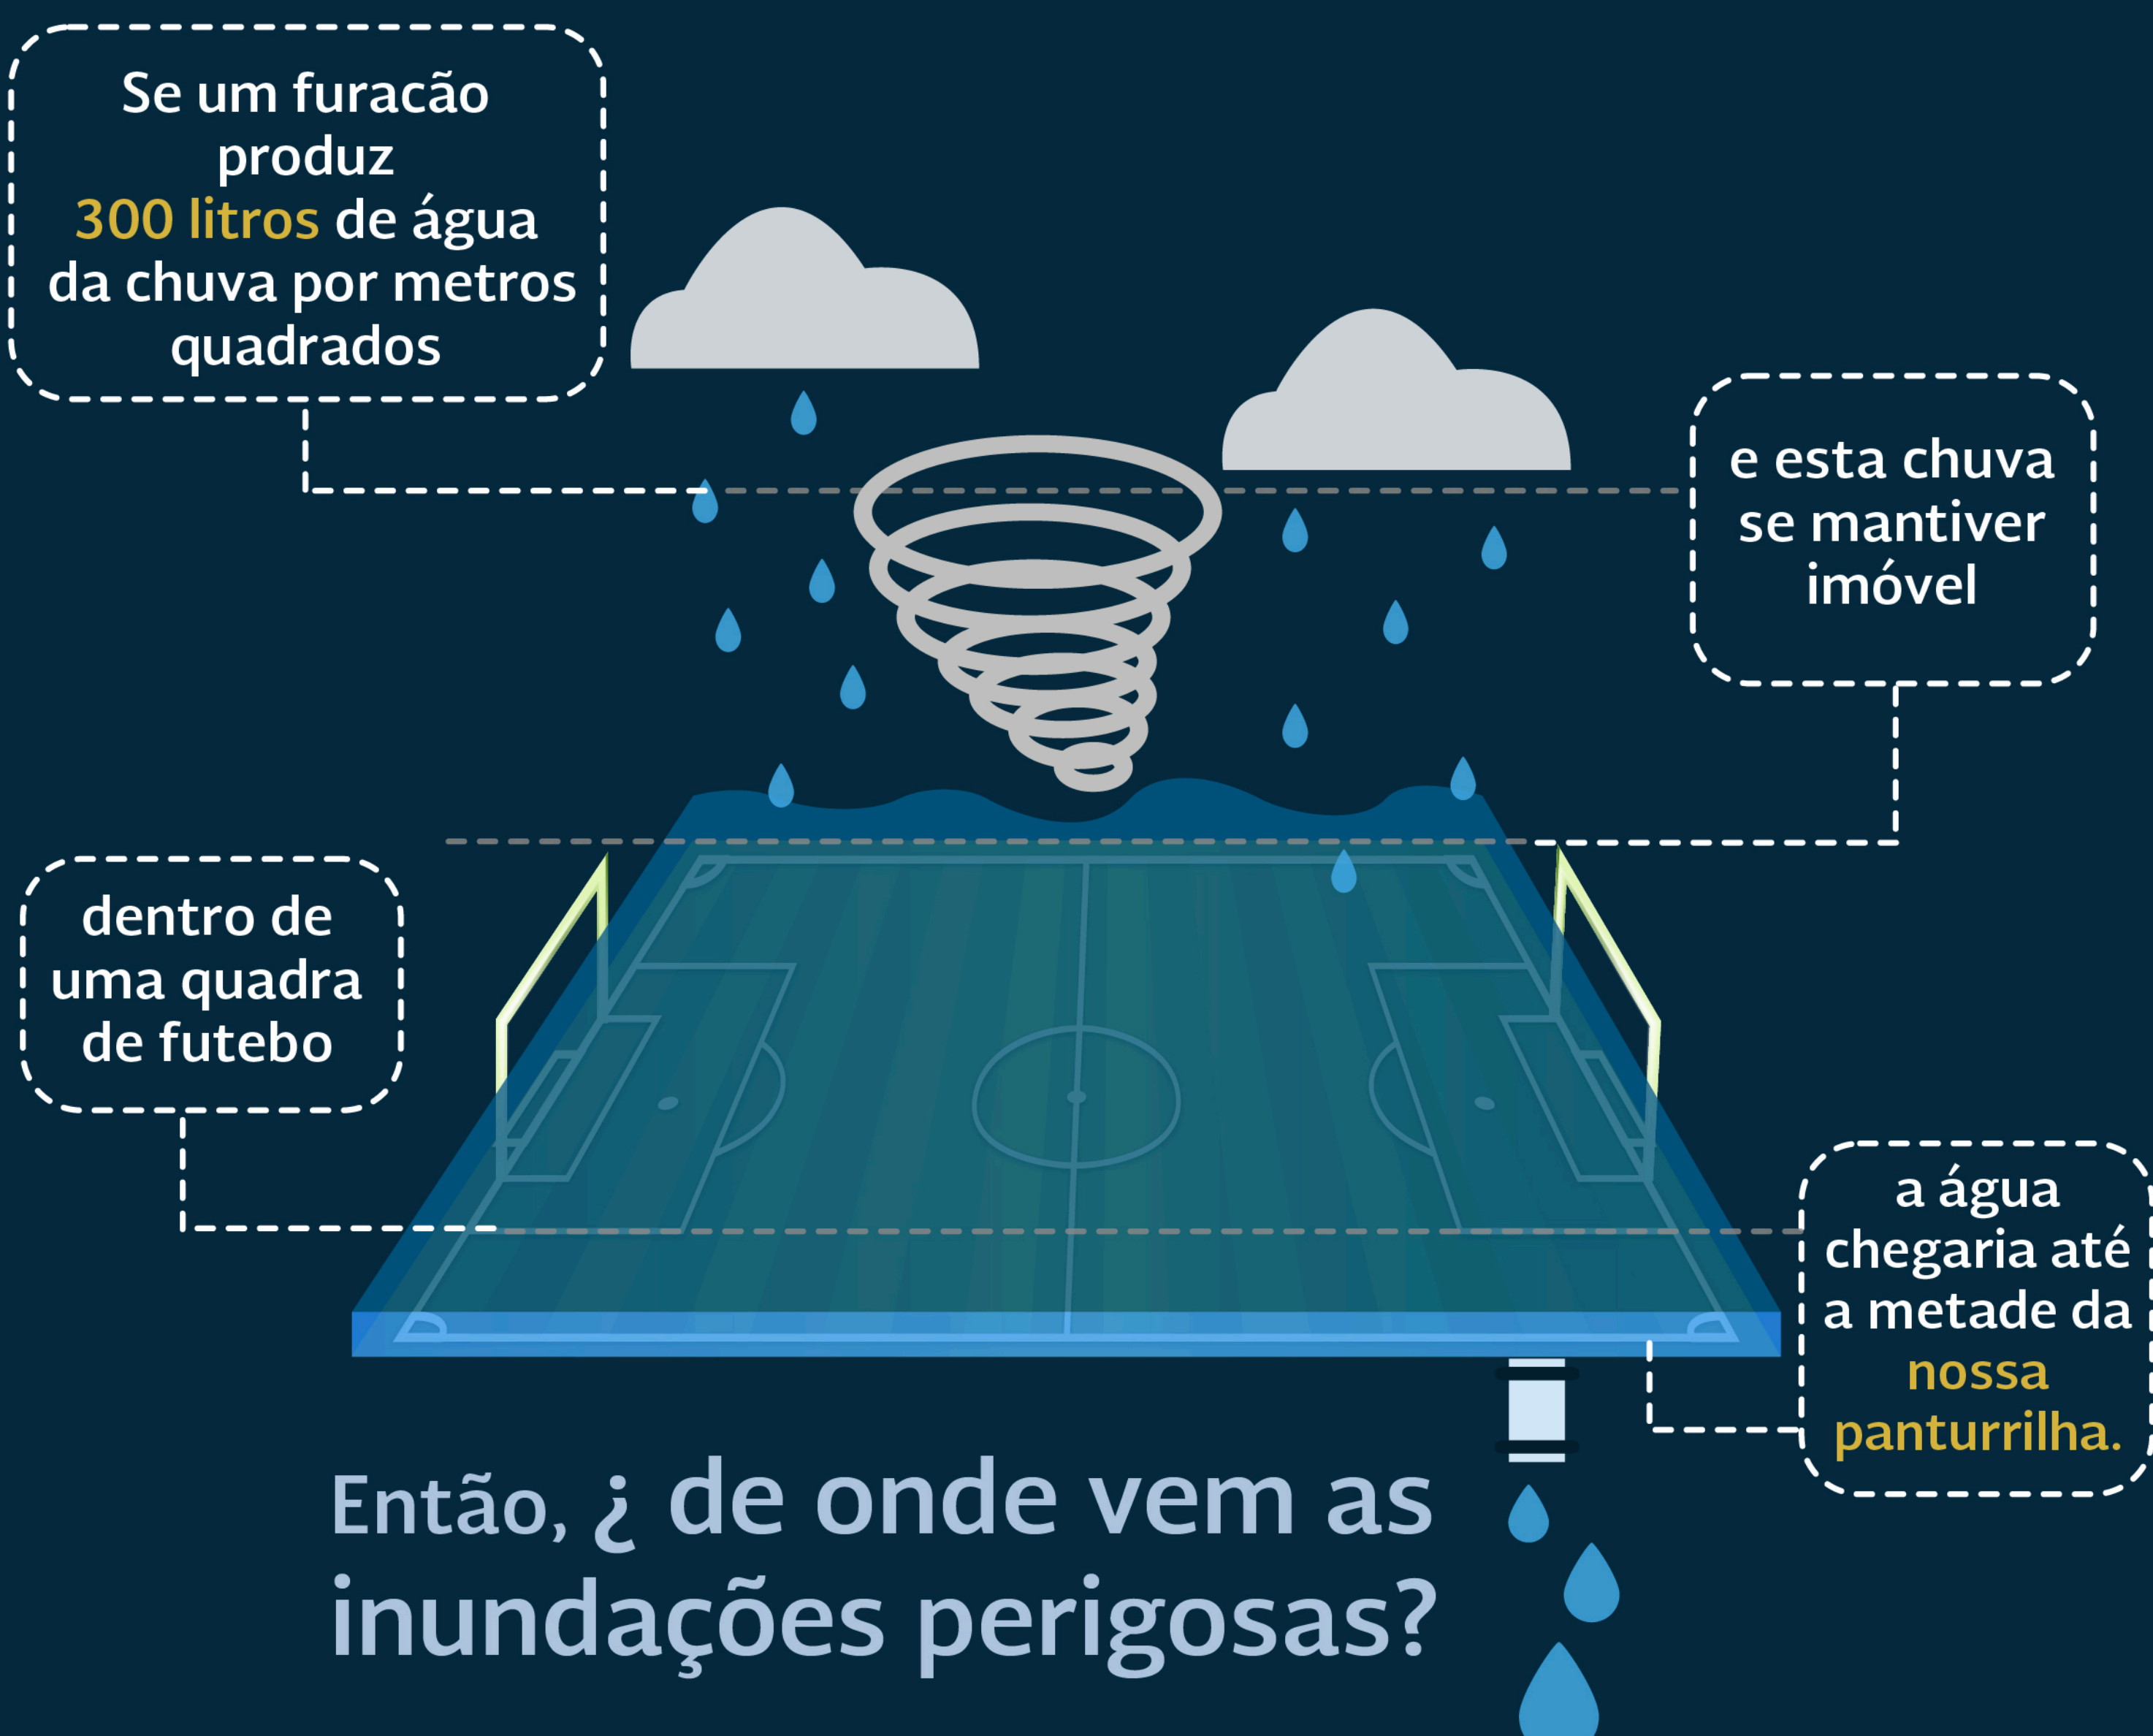 Se um furacão
produz
300 litros de água
da chuva por metros
quadrados
e esta chuva
se mantiver
imóvel
dentro de
uma quadra
de futebo
a água
chegaria até
a metade da
nossa
panturrilha.
Então, ¿ de onde vem as
inundações perigosas?